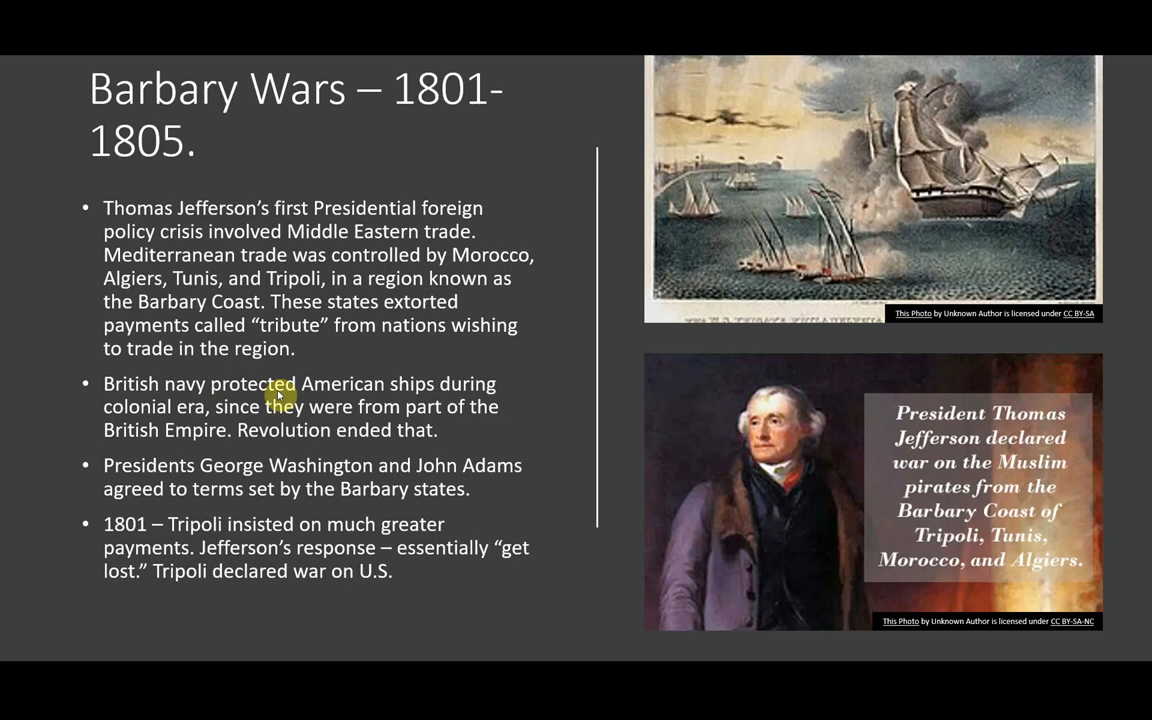 Barbary Wars – 1801-
1805.
• Thomas Jefferson’s first Presidential foreign
policy crisis involved Middle Eastern trade.
Mediterranean trade was controlled by Morocco,
Algiers, Tunis, and Tripoli, in a region known as
the Barbary Coast. These states extorted
payments called “tribute” from nations wishing
to trade in the region.
• British navy protected American ships during
colonial era, since they were from part of the
British Empire. Revolution ended that.
• Presidents George Washington and John Adams
agreed to terms set by the Barbary states.
• 1801 – Tripoli insisted on much greater
payments. Jefferson’s response – essentially “get
lost.” Tripoli declared war on U.S.
This Photo by Unknown Author is licensed under CC BY-SA
President Thomas
Jefferson declared
war on the Muslim
pirates from the
Barbary Coast of
Tripoli, Tunis,
Morocco, and Algiers.
This Photo by Unknown Author is licensed under CC BY-SA-NC